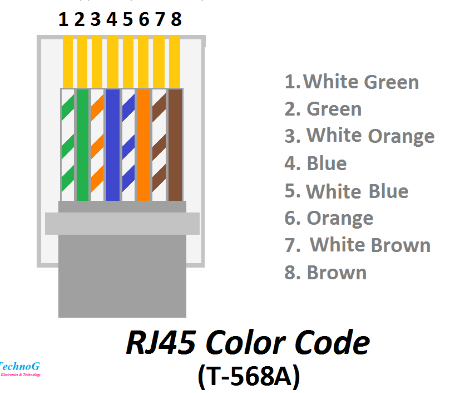 1 2 3 4 5 6 7 8
1. White Green
2. Green
3. White Orange
4. Blue
5. White Blue
6. Orange
7. White Brown
8. Brown
RJ45 Color Code
(T-568A)
TechnoG
Electronics & Technology